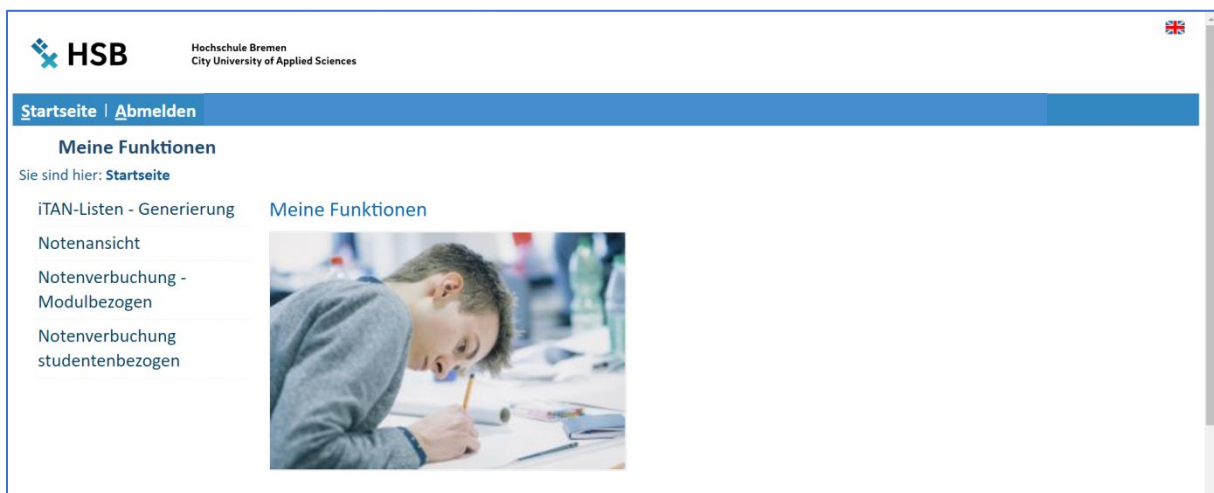 HSB
Hochschule Bremen
City University of Applied Sciences
Startseite | Abmelden
Meine Funktionen
Sie sind hier: Startseite
iTAN-Listen - Generierung
Notenansicht
Notenverbuchung -
Modulbezogen
Notenverbuchung
studentenbezogen
Meine Funktionen